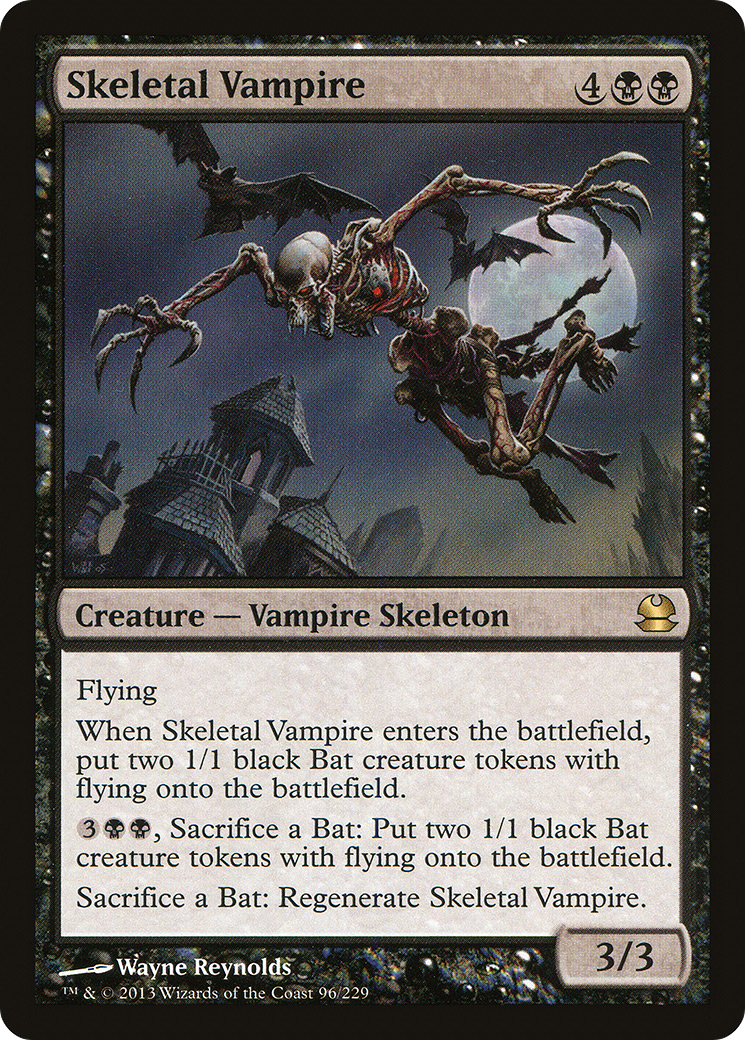 Skeletal Vampire 4
Creature — Vampire Skeleton
Flying
When Skeletal Vampire enters the battlefield,
put two 1/1 black Bat creature tokens with
flying onto the battlefield.
3, Sacrifice a Bat: Put two 1/1 black Bat
creature tokens with flying onto the battlefield.
Sacrifice a Bat: Regenerate Skeletal Vampire.
3/3
Wayne Reynolds
™ & © 2013 Wizards of the Coast 96/229